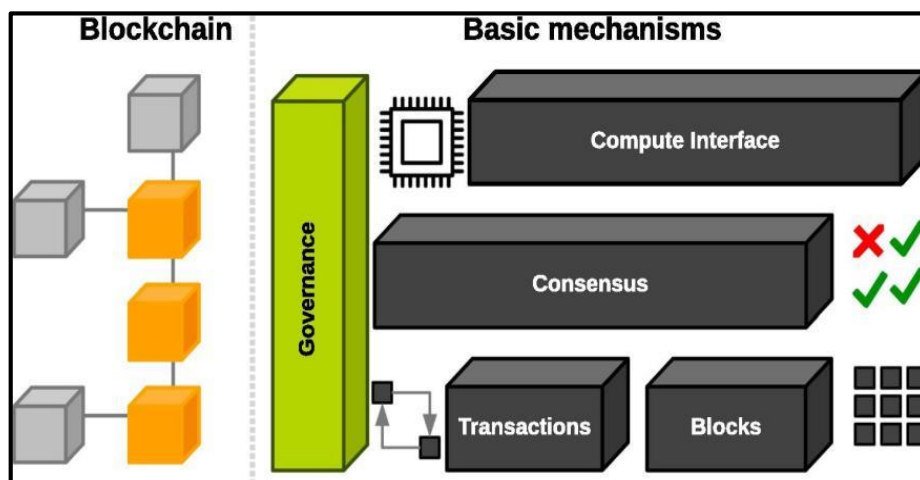 Blockchain
Basic mechanisms
Compute Interface
Governance
Consensus
Transactions
Blocks